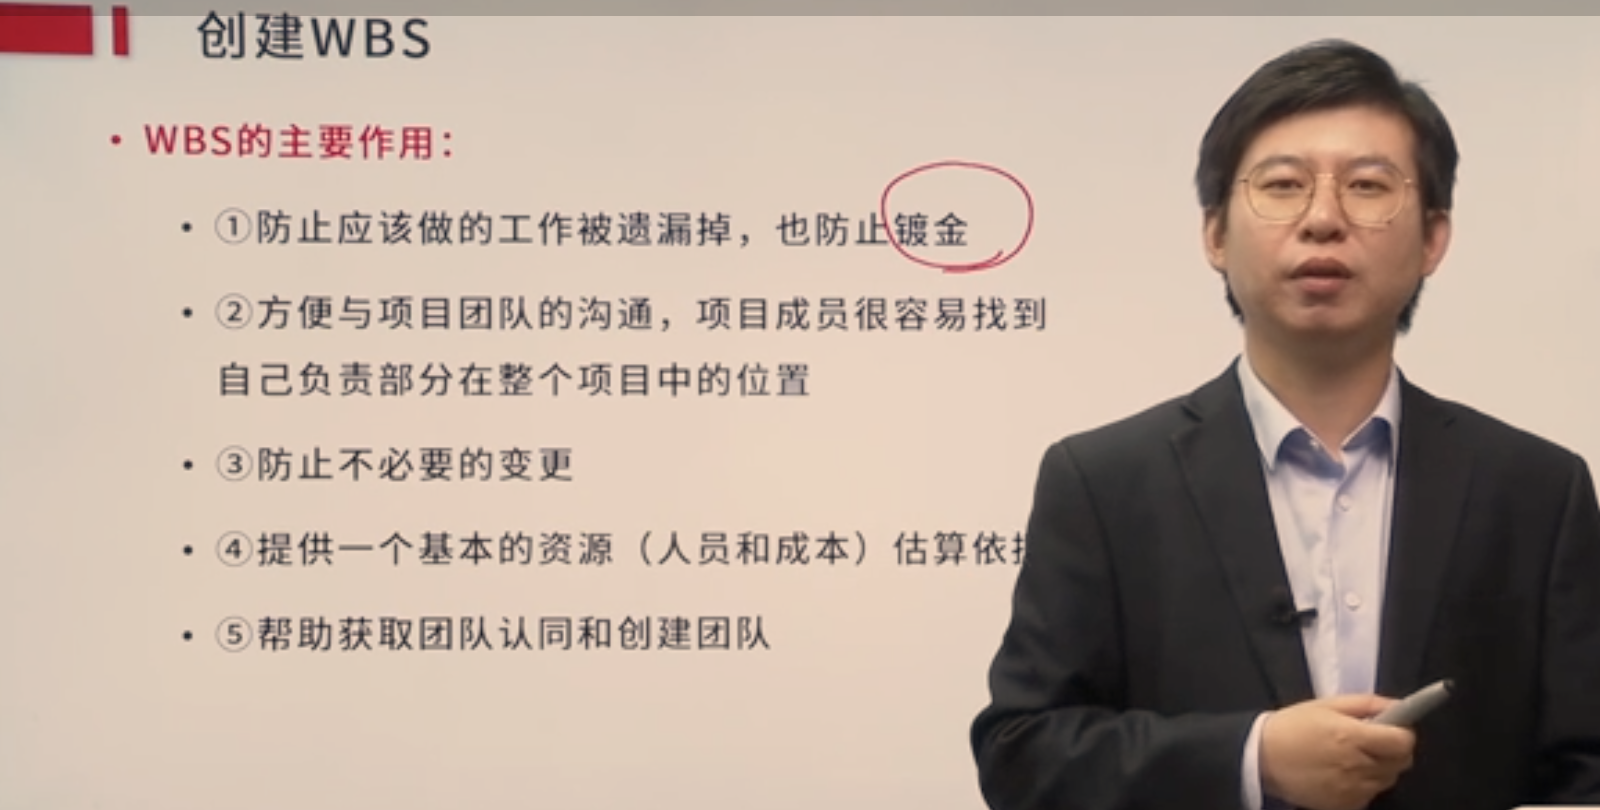 创建WBS
• WBS的主要作用：
• ①防止应该做的工作被遗漏掉，也防止镀金
• ②方便与项目团队的沟通，项目成员很容易找到
自己负责部分在整个项目中的位置
• ③防止不必要的变更
• ④提供一个基本的资源（人员和成本）估算依
• ⑤帮助获取团队认同和创建团队